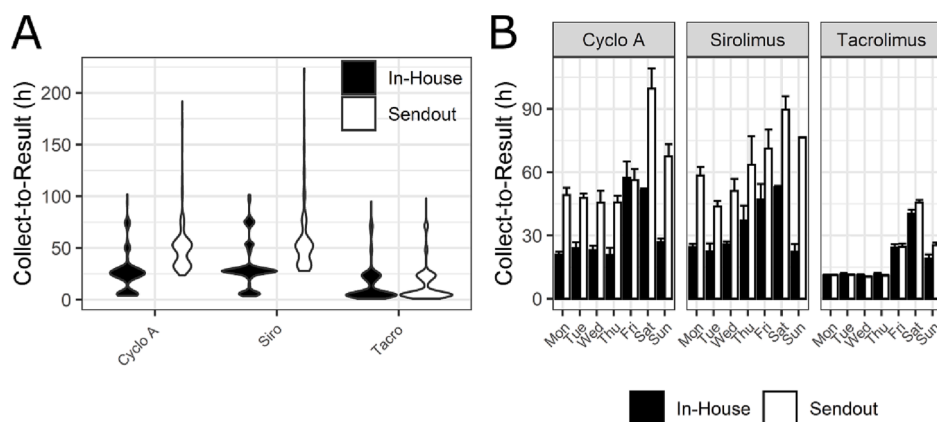 A
Collect-to-Result (h)
200
150
100
50
0
In-House
Sendout
Cyclo A
Siro
Tacro
B
Collect-to-Result (h)
90
60
30
0
Cyclo A
Sirolimus
Tacrolimus
Mon Tue Wed Thu Fri Sat Sun
Mon Tue Wed Thu Fri Sat Sun
Mon Tue Wed Thu Fri Sat Sun
In-House
Sendout